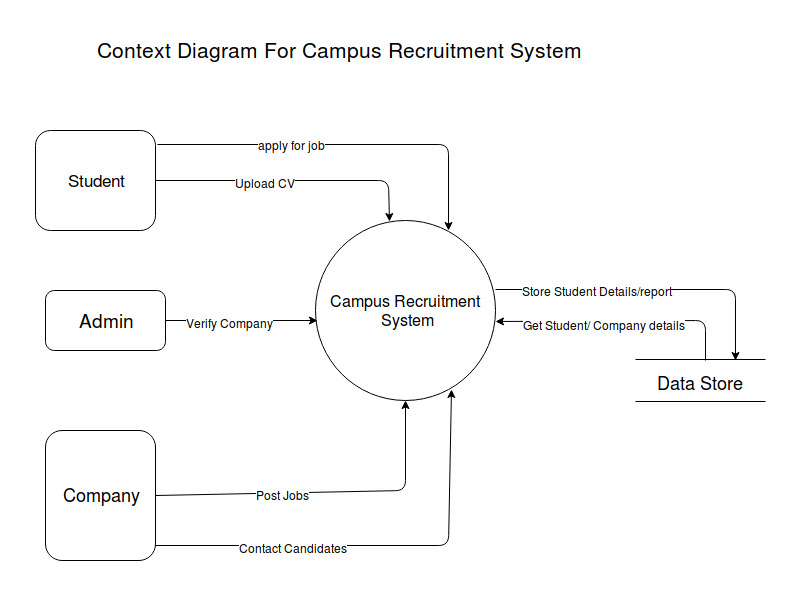 Context Diagram For Campus Recruitment System
apply for job
Student
Upload CV
Campus Recruitment
System
Store Student Details/report
Admin
Verify Company
Get Student/ Company details
Data Store
Company
Post Jobs
Contact Candidates